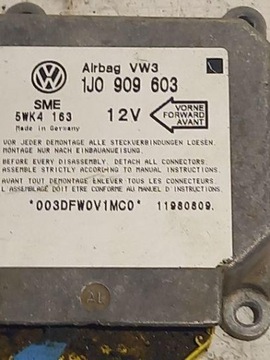 Airbag VW3
1J0 909 603
SME
5WK4 163
Made in Germany
12V
VORNE
FORWARD
AVANT
VOR JEDER DEMONTAGE ALLE STECKVERBINDUNGEN LOESEN.
MONTAGE NUR NACH EINBAUANWEISUNG.
BEFORE EVERY DISASSEMBLY, DETACH ALL CONNECTORS.
ASSEMBLE STRICTLY ACCORDING TO MANUAL INSTRUCTIONS.
AVANT TOUT DEMONTAGE ENLEVER TOUS LES CONNECTEURS
L'ASSEMBLAGE DOIT ETRE CONFORME AU MANUEL D'INSTRUCTIONS
*003DFW0V1MC0* 11980809.